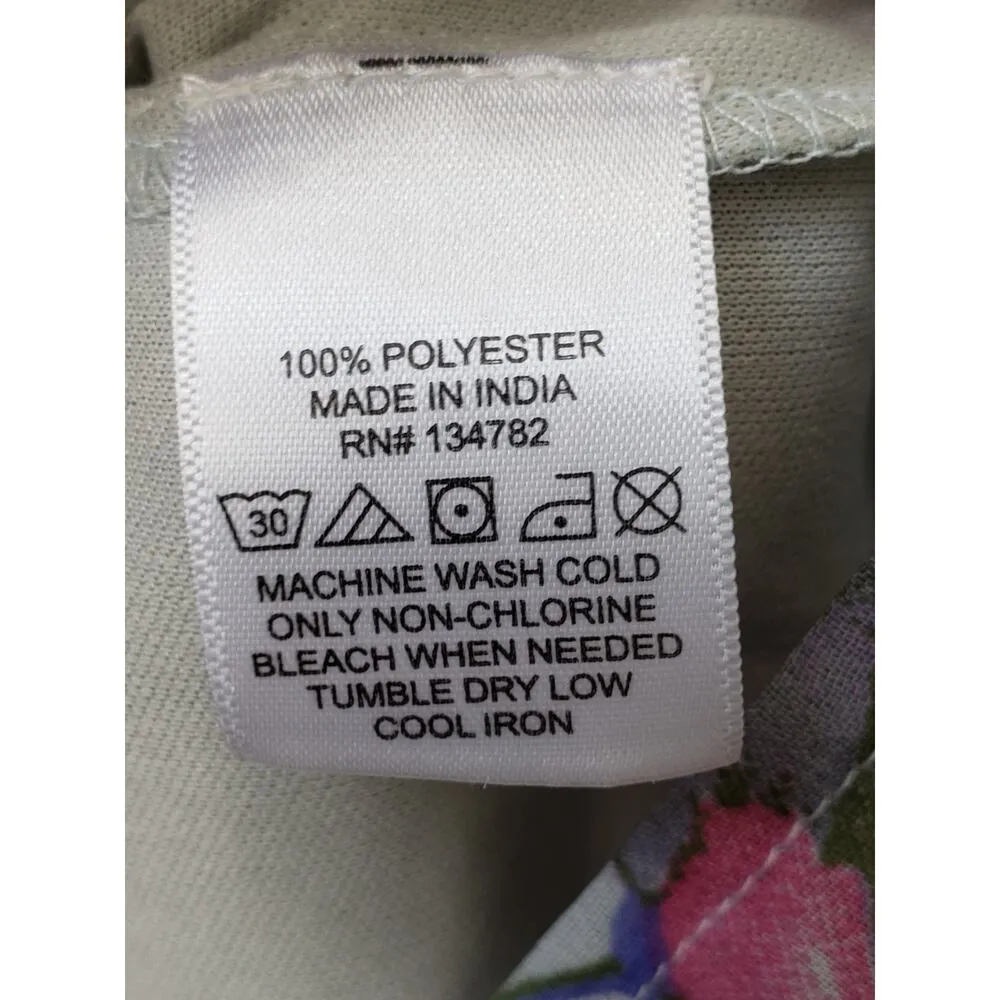 100% POLYESTER
MADE IN INDIA
RN# 134782
30
MACHINE WASH COLD
ONLY NON-CHLORINE
BLEACH WHEN NEEDED
TUMBLE DRY LOW
COOL IRON